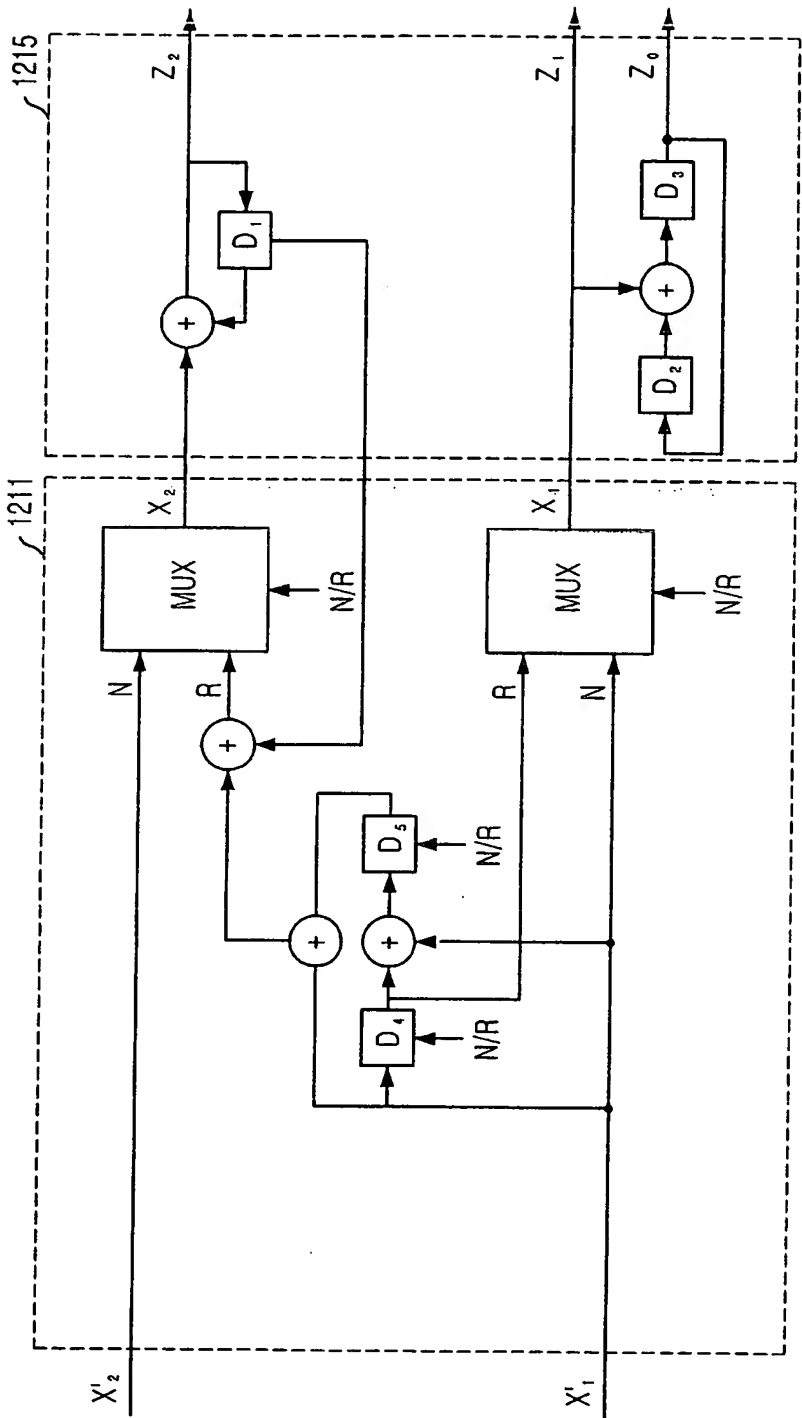 1211
1215
X'₂
N
R
MUX
N/R
X₂
+
+
D₁
Z₂
+
+
D₄
N/R
D₅
N/R
R
N
MUX
N/R
X₁
Z₁
D₂
+
D₃
Z₀
X'₁